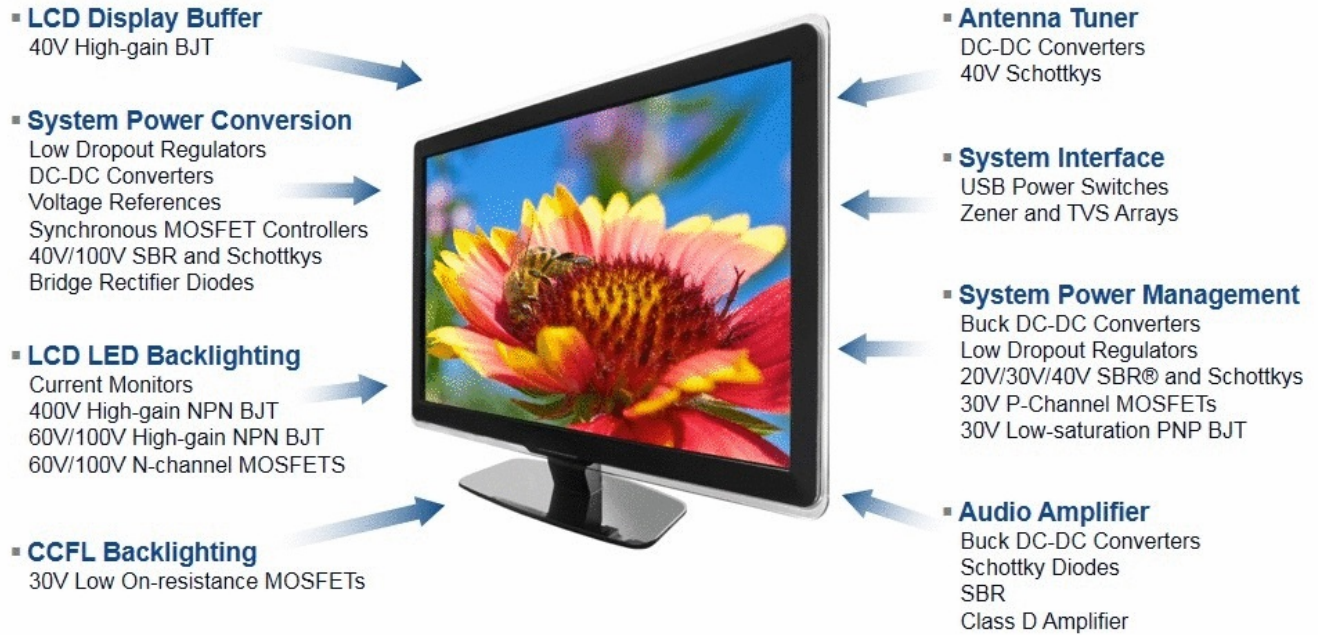 ▪ LCD Display Buffer
40V High-gain BJT
▪ System Power Conversion
Low Dropout Regulators
DC-DC Converters
Voltage References
Synchronous MOSFET Controllers
40V/100V SBR and Schottkys
Bridge Rectifier Diodes
▪ LCD LED Backlighting
Current Monitors
400V High-gain NPN BJT
60V/100V High-gain NPN BJT
60V/100V N-channel MOSFETS
▪ CCFL Backlighting
30V Low On-resistance MOSFETs
▪ Antenna Tuner
DC-DC Converters
40V Schottkys
▪ System Interface
USB Power Switches
Zener and TVS Arrays
▪ System Power Management
Buck DC-DC Converters
Low Dropout Regulators
20V/30V/40V SBR® and Schottkys
30V P-Channel MOSFETs
30V Low-saturation PNP BJT
▪ Audio Amplifier
Buck DC-DC Converters
Schottky Diodes
SBR
Class D Amplifier